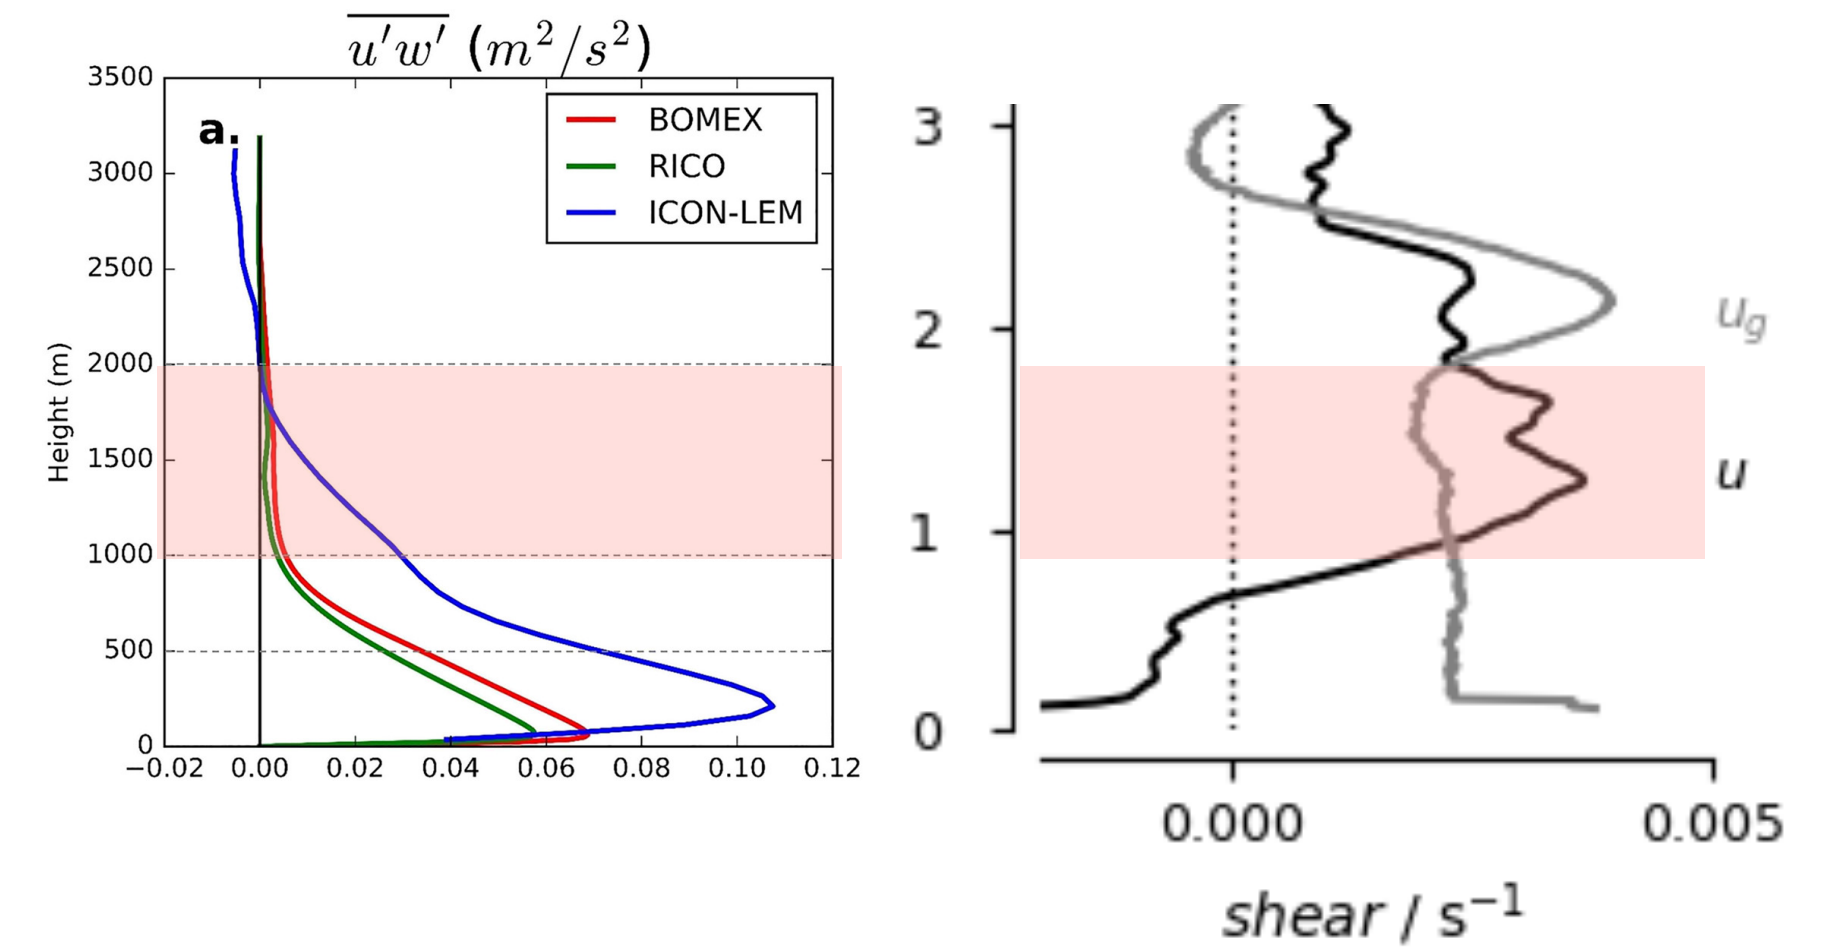 u'w' (m²/s²)
3500
3000
2500
2000
1500
1000
500
0
Height (m)
a.
BOMEX
RICO
ICON-LEM
−0.02 0.00 0.02 0.04 0.06 0.08 0.10 0.12
3
2
1
0
u_g
u
0.000 0.005
shear / s⁻¹